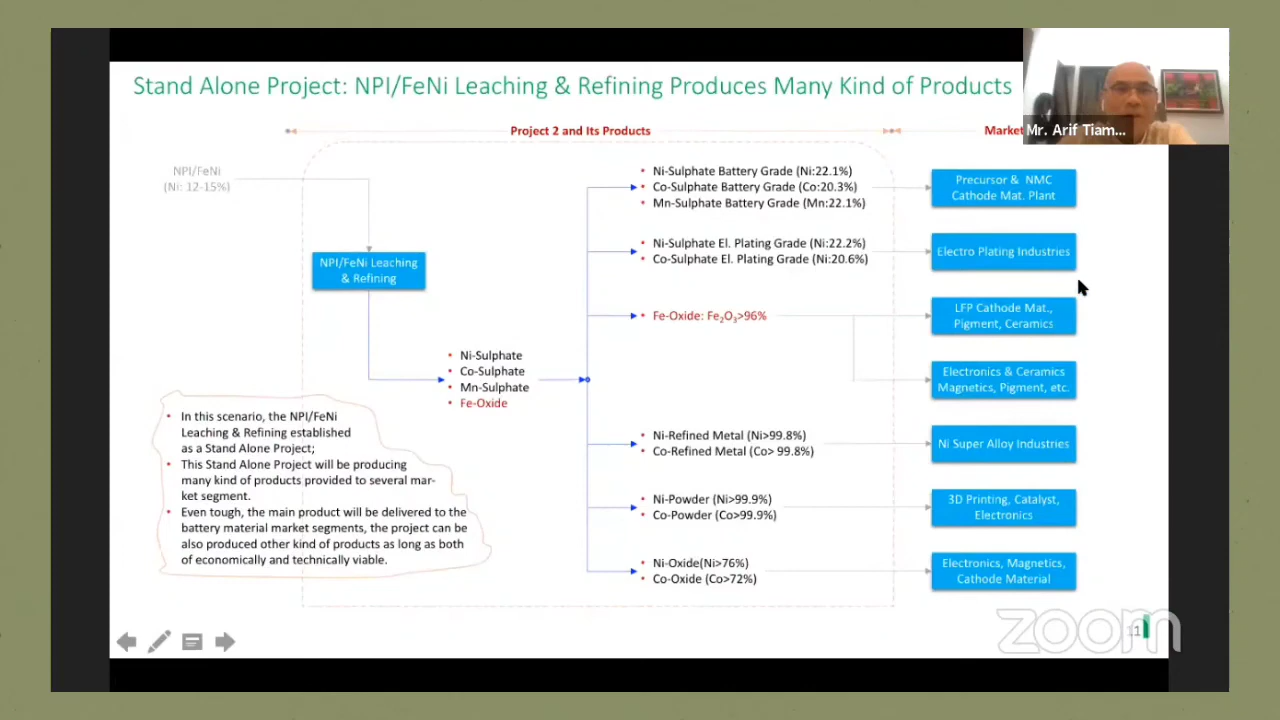 Stand Alone Project: NPI/FeNi Leaching & Refining Produces Many Kind of Products
Mr. Arif Tiam...
Project 2 and Its Products
Market
NPI/FeNi
(Ni: 12-15%)
NPI/FeNi Leaching
& Refining
• Ni-Sulphate
• Co-Sulphate
• Mn-Sulphate
• Fe-Oxide
• Ni-Sulphate Battery Grade (Ni:22.1%)
• Co-Sulphate Battery Grade (Co:20.3%)
• Mn-Sulphate Battery Grade (Mn:22.1%)
Precursor & NMC
Cathode Mat. Plant
• Ni-Sulphate El. Plating Grade (Ni:22.2%)
• Co-Sulphate El. Plating Grade (Ni:20.6%)
Electro Plating Industries
• Fe-Oxide: Fe₂O₃>96%
LFP Cathode Mat.,
Pigment, Ceramics
Electronics & Ceramics
Magnetics, Pigment, etc.
• Ni-Refined Metal (Ni>99.8%)
• Co-Refined Metal (Co> 99.8%)
Ni Super Alloy Industries
• Ni-Powder (Ni>99.9%)
• Co-Powder (Co>99.9%)
3D Printing, Catalyst,
Electronics
• Ni-Oxide(Ni>76%)
• Co-Oxide (Co>72%)
Electronics, Magnetics,
Cathode Material
• In this scenario, the NPI/FeNi
Leaching & Refining established
as a Stand Alone Project;
• This Stand Alone Project will be producing
many kind of products provided to several mar-
ket segment.
• Even tough, the main product will be delivered to the
battery material market segments, the project can be
also produced other kind of products as long as both
of economically and technically viable.
zoom
11